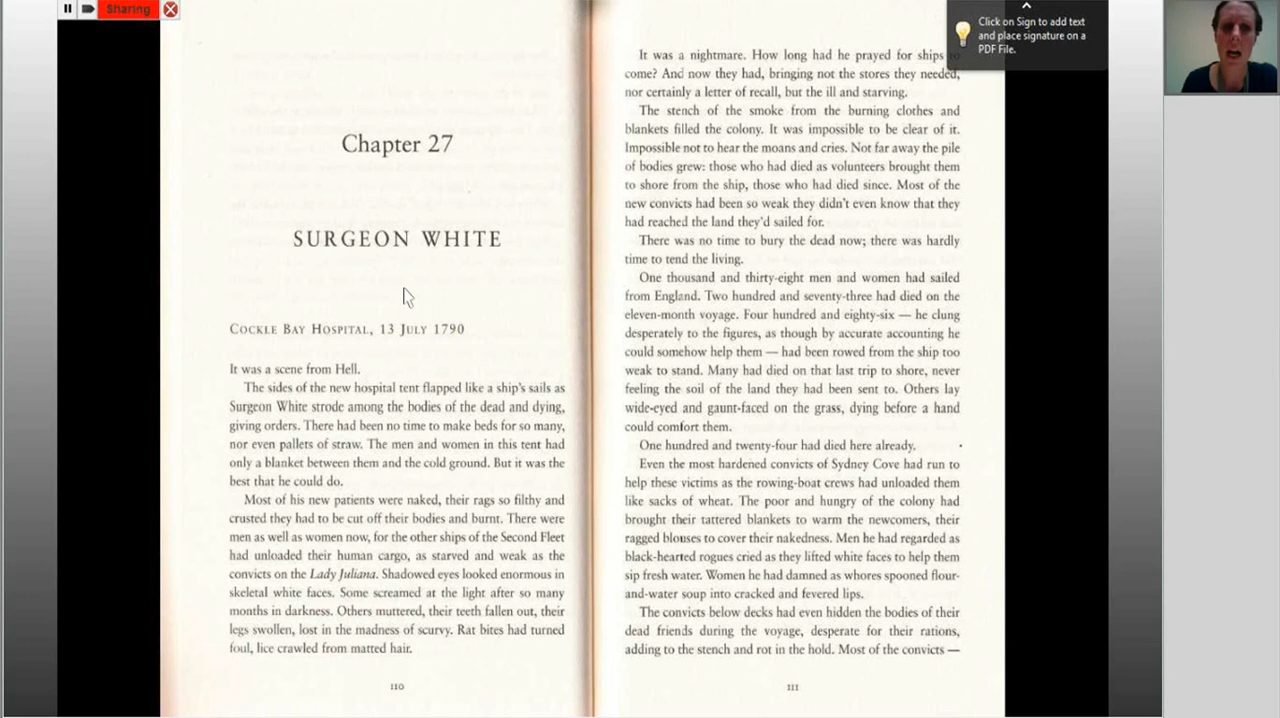 Sharing
Click on Sign to add text
and place signature on a
PDF File.
Chapter 27
SURGEON WHITE
COCKLE BAY HOSPITAL, 13 JULY 1790
It was a scene from Hell.
The sides of the new hospital tent flapped like a ship's sails as
Surgeon White strode among the bodies of the dead and dying,
giving orders. There had been no time to make beds for so many,
nor even pallets of straw. The men and women in this tent had
only a blanket between them and the cold ground. But it was the
best that he could do.
Most of his new patients were naked, their rags so filthy and
crusted they had to be cut off their bodies and burnt. There were
men as well as women now, for the other ships of the Second Fleet
had unloaded their human cargo, as starved and weak as the
convicts on the Lady Juliana. Shadowed eyes looked enormous in
skeletal white faces. Some screamed at the light after so many
months in darkness. Others muttered, their teeth fallen out, their
legs swollen, lost in the madness of scurvy. Rat bites had turned
foul, lice crawled from matted hair.
110
It was a nightmare. How long had he prayed for ships to
come? And now they had, bringing not the stores they needed,
nor certainly a letter of recall, but the ill and starving.
The stench of the smoke from the burning clothes and
blankets filled the colony. It was impossible to be clear of it.
Impossible not to hear the moans and cries. Not far away the pile
of bodies grew: those who had died as volunteers brought them
to shore from the ship, those who had died since. Most of the
new convicts had been so weak they didn't even know that they
had reached the land they'd sailed for.
There was no time to bury the dead now; there was hardly
time to tend the living.
One thousand and thirty-eight men and women had sailed
from England. Two hundred and seventy-three had died on the
eleven-month voyage. Four hundred and eighty-six — he clung
desperately to the figures, as though by accurate accounting he
could somehow help them — had been rowed from the ship too
weak to stand. Many had died on that last trip to shore, never
feeling the soil of the land they had been sent to. Others lay
wide-eyed and gaunt-faced on the grass, dying before a hand
could comfort them.
One hundred and twenty-four had died here already.
Even the most hardened convicts of Sydney Cove had run to
help these victims as the rowing-boat crews had unloaded them
like sacks of wheat. The poor and hungry of the colony had
brought their tattered blankets to warm the newcomers, their
ragged blouses to cover their nakedness. Men he had regarded as
black-hearted rogues cried as they lifted white faces to help them
sip fresh water. Women he had damned as whores spooned flour-
and-water soup into cracked and fevered lips.
The convicts below decks had even hidden the bodies of their
dead friends during the voyage, desperate for their rations,
adding to the stench and rot in the hold. Most of the convicts —
111